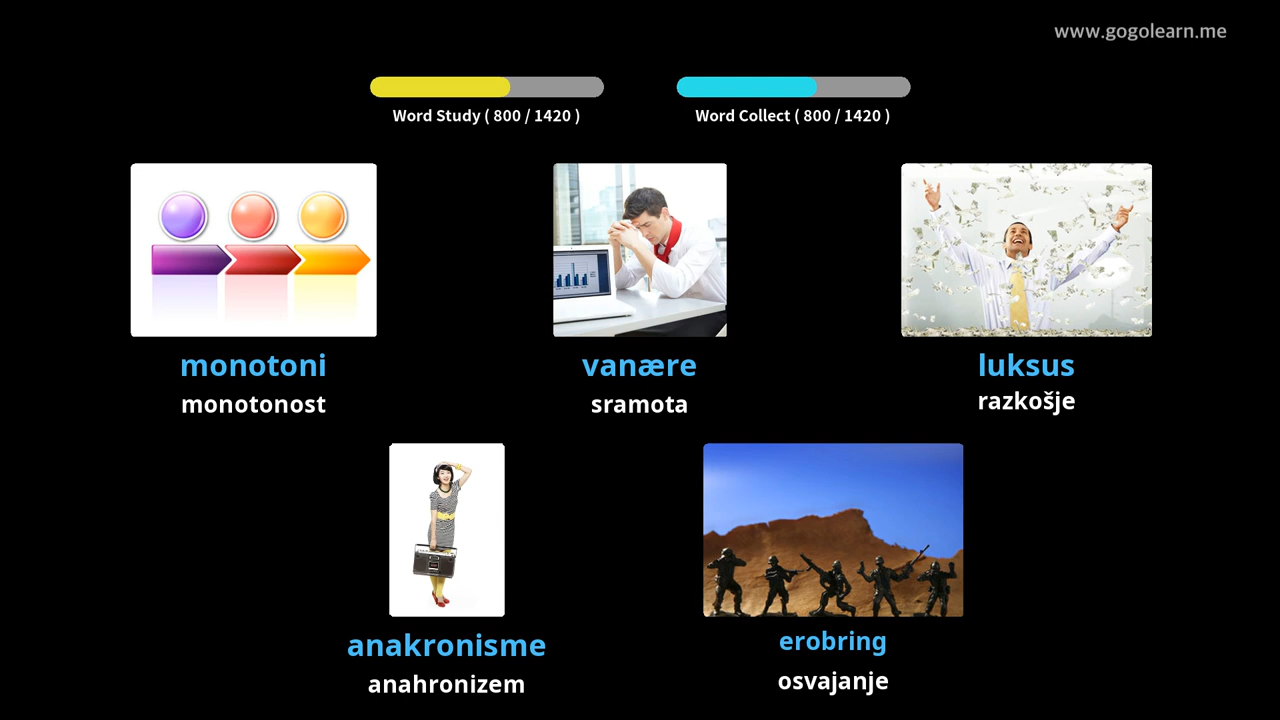 www.gogolearn.me
Word Study ( 800 / 1420 )
Word Collect ( 800 / 1420 )
monotoni
monotonost
vanære
sramota
luksus
razkošje
anakronisme
anahronizem
erobring
osvajanje